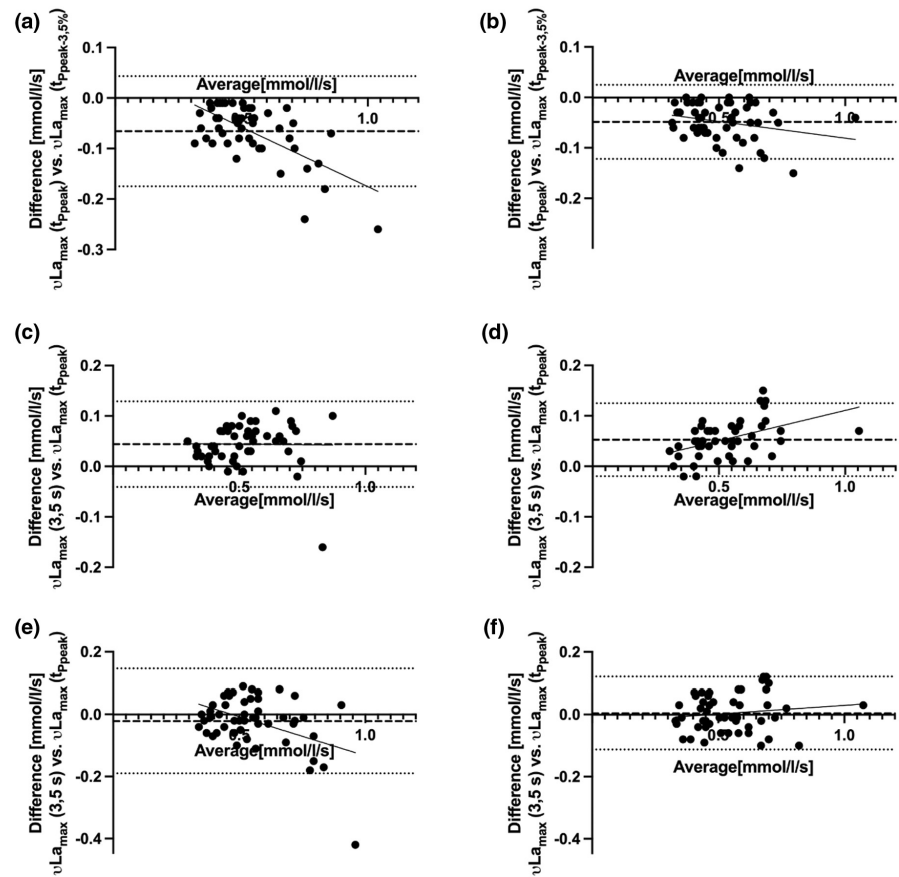 (a)
Difference [mmol/l/s]
υLamax (tPpeak) vs. υLamax (tPpeak-3,5%)
0.1
0.0
-0.1
-0.2
-0.3
Average[mmol/l/s]
0.5
1.0
(b)
Difference [mmol/l/s]
υLamax (tPpeak) vs. υLamax (tPpeak-3,5%)
0.1
0.0
-0.1
-0.2
Average[mmol/l/s]
0.5
1.0
(c)
Difference [mmol/l/s]
υLamax (3,5 s) vs. υLamax (tPpeak)
0.2
0.1
0.0
-0.1
-0.2
0.5
1.0
Average[mmol/l/s]
(d)
Difference [mmol/l/s]
υLamax (3,5 s) vs. υLamax (tPpeak)
0.2
0.1
0.0
-0.1
-0.2
0.5
1.0
Average[mmol/l/s]
(e)
Difference [mmol/l/s]
υLamax (3,5 s) vs. υLamax (tPpeak)
0.2
0.0
-0.2
-0.4
0.5
1.0
Average[mmol/l/s]
(f)
Difference [mmol/l/s]
υLamax (3,5 s) vs. υLamax (tPpeak)
0.2
0.0
-0.2
-0.4
0.5
1.0
Average[mmol/l/s]